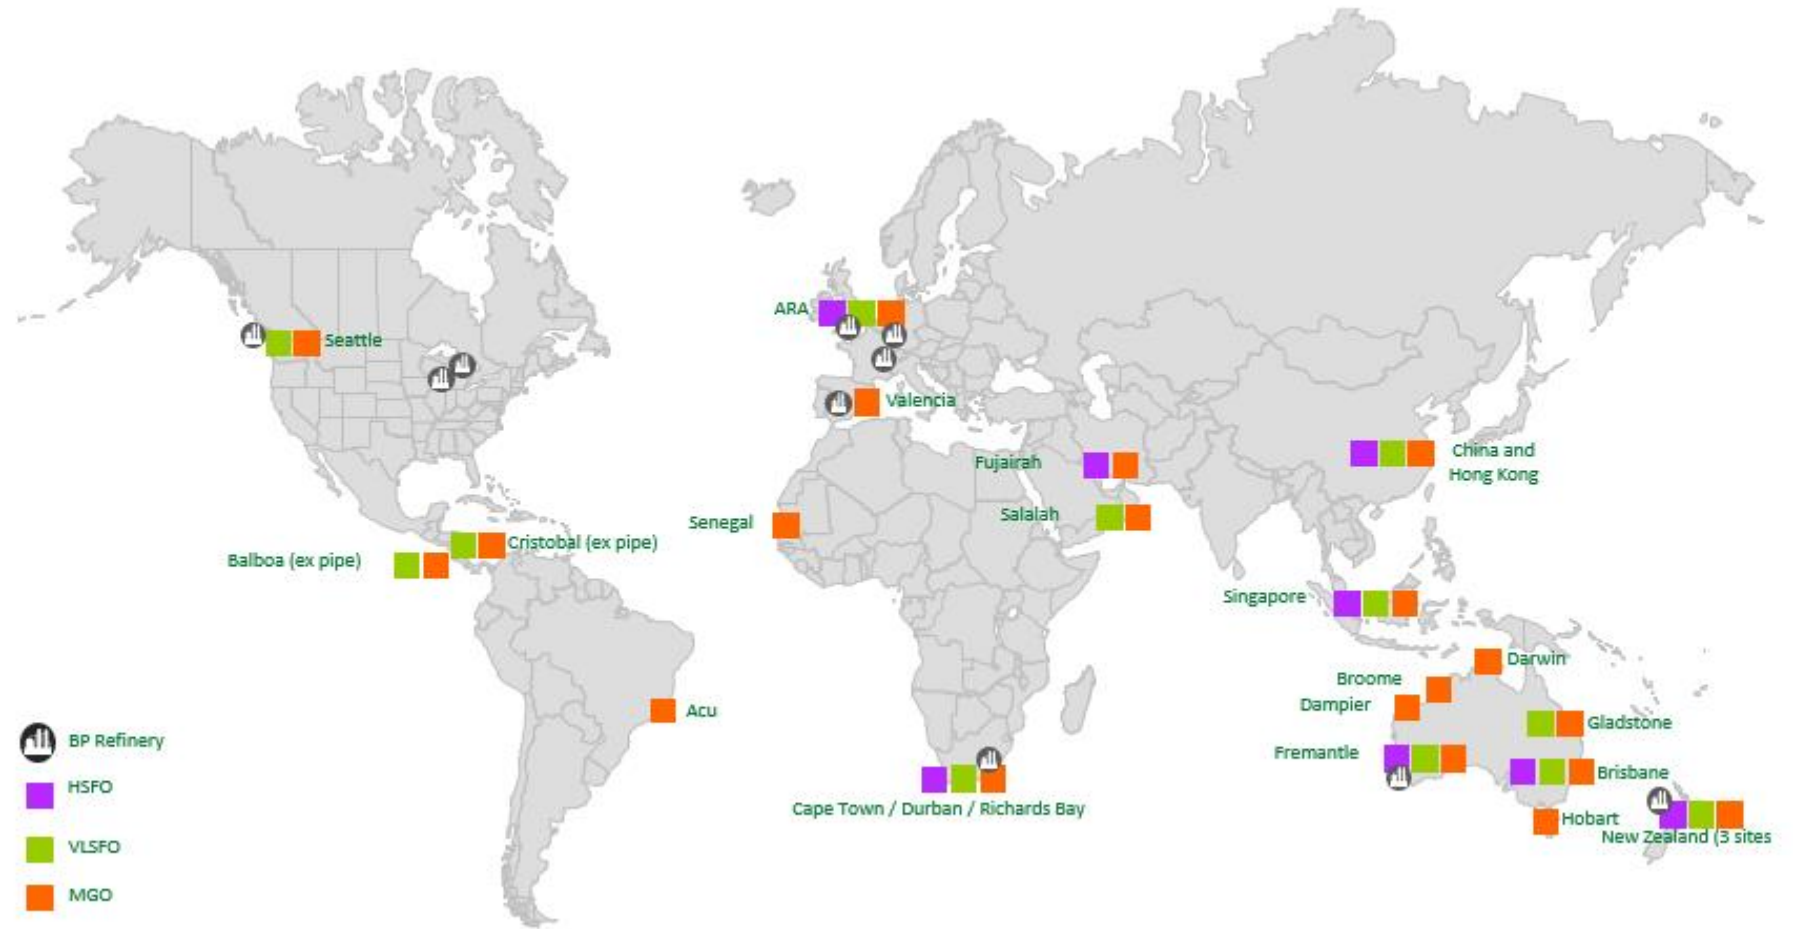 ARA
Seattle
Valencia
China and
Hong Kong
Fujairah
Salalah
Senegal
Cristobal (ex pipe)
Balboa (ex pipe)
Singapore
Darwin
Broome
Dampier
Acu
Gladstone
Fremantle
Brisbane
Cape Town / Durban / Richards Bay
Hobart
New Zealand (3 sites
BP Refinery
HSFO
VLSFO
MGO